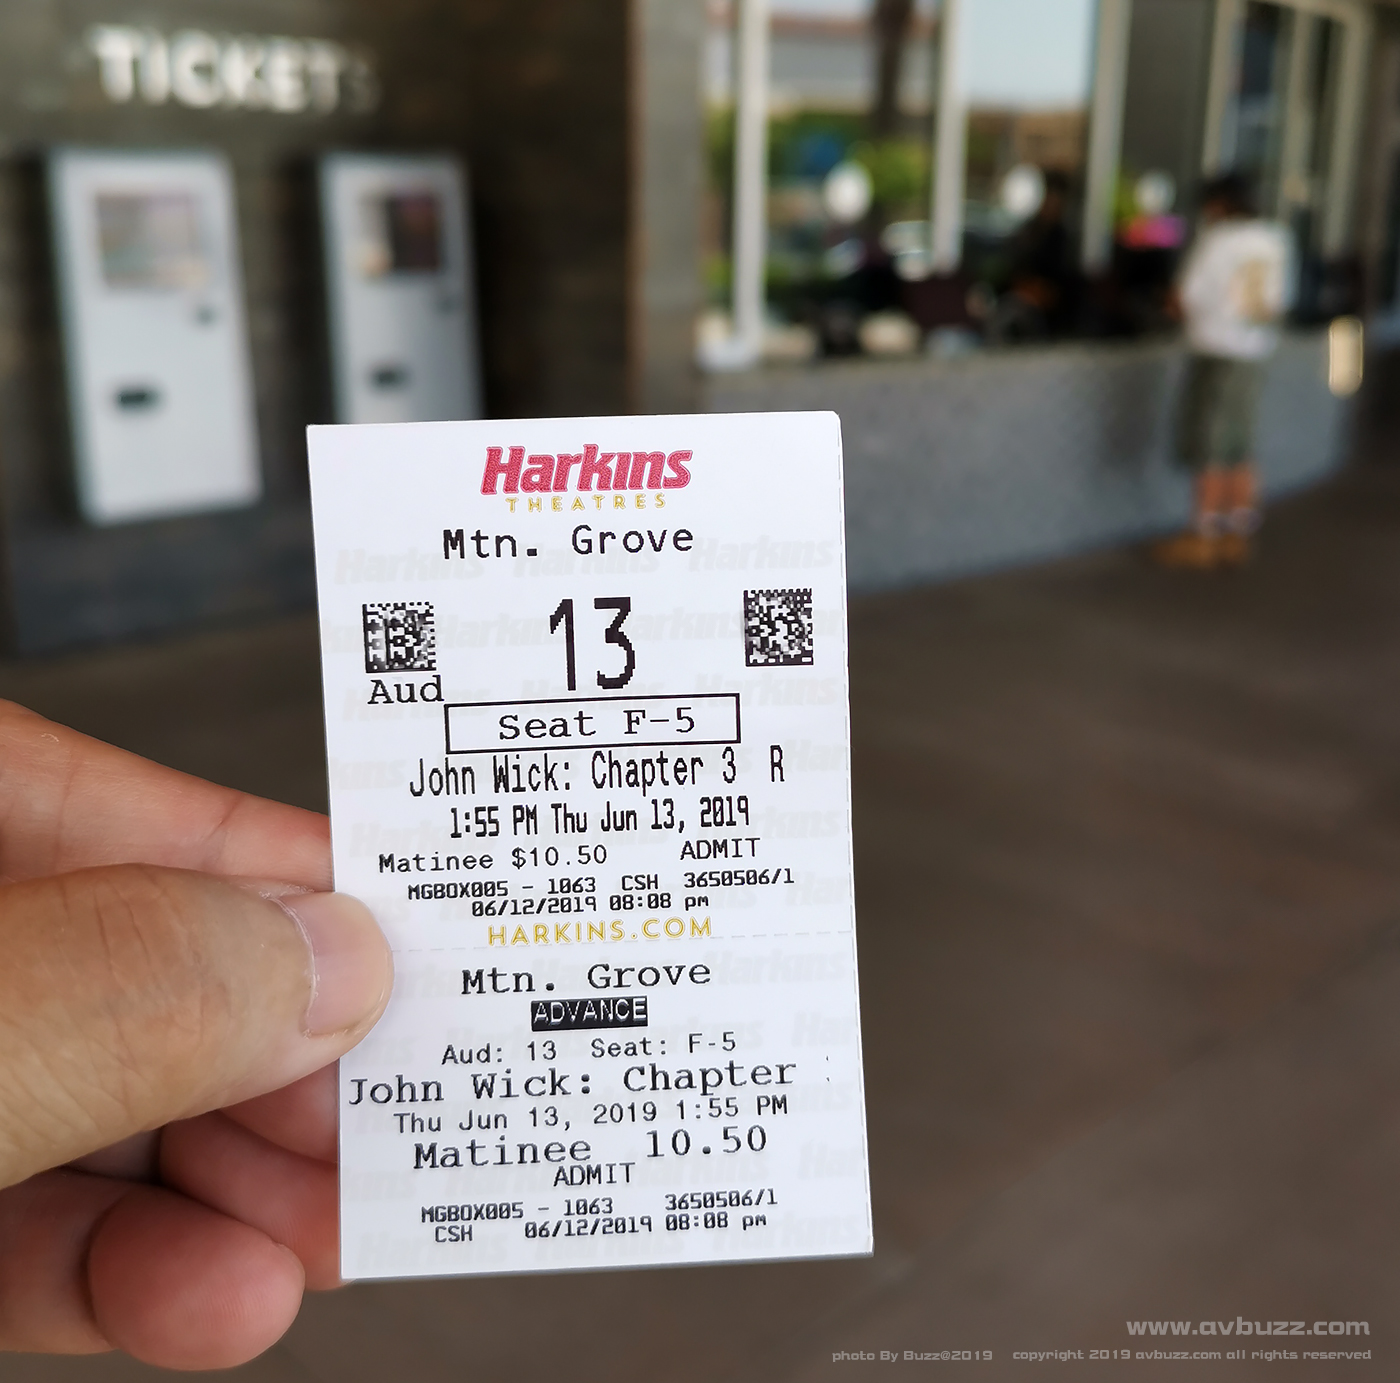 TICKETS
Harkins
THEATRES
Mtn. Grove
13
Aud
Seat F-5
John Wick: Chapter 3 R
1:55 PM Thu Jun 13, 2019
Matinee $10.50 ADMIT
MGBOX005 - 1063 CSH 3650506/1
06/12/2019 08:08 pm
HARKINS.COM
Mtn. Grove
ADVANCE
Aud: 13 Seat: F-5
John Wick: Chapter
Thu Jun 13, 2019 1:55 PM
Matinee 10.50
ADMIT
MGBOX005 - 1063 3650506/1
CSH 06/12/2019 08:08 pm
www.avbuzz.com
photo By Buzz@2019 copyright 2019 avbuzz.com all rights reserved